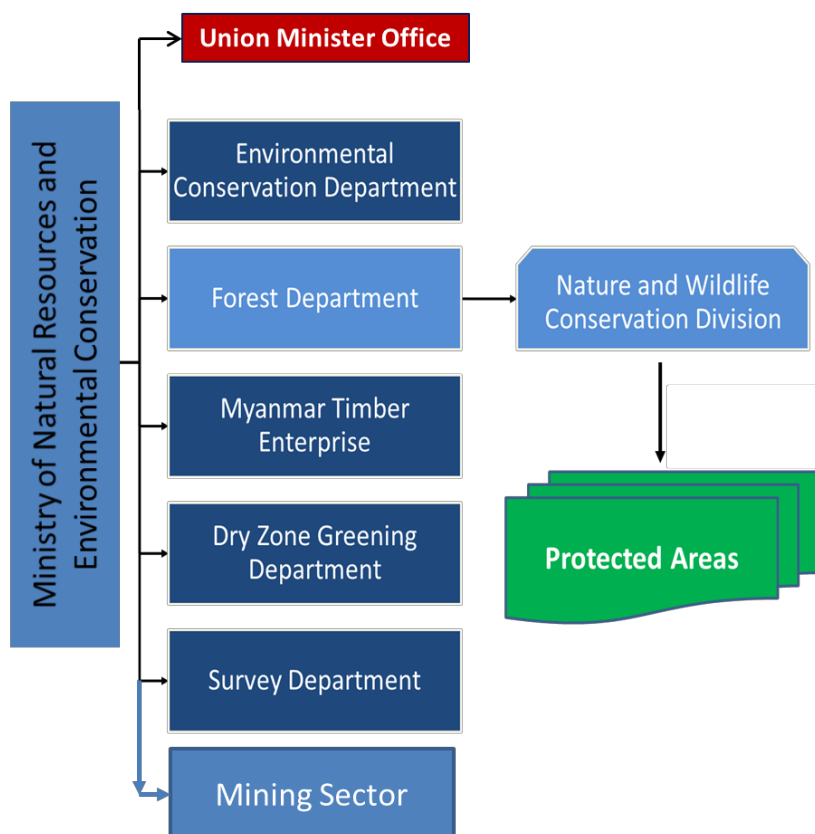 Union Minister Office
Ministry of Natural Resources and
Environmental Conservation
Environmental
Conservation Department
Forest Department
Nature and Wildlife
Conservation Division
Myanmar Timber
Enterprise
Dry Zone Greening
Department
Protected Areas
Survey Department
Mining Sector